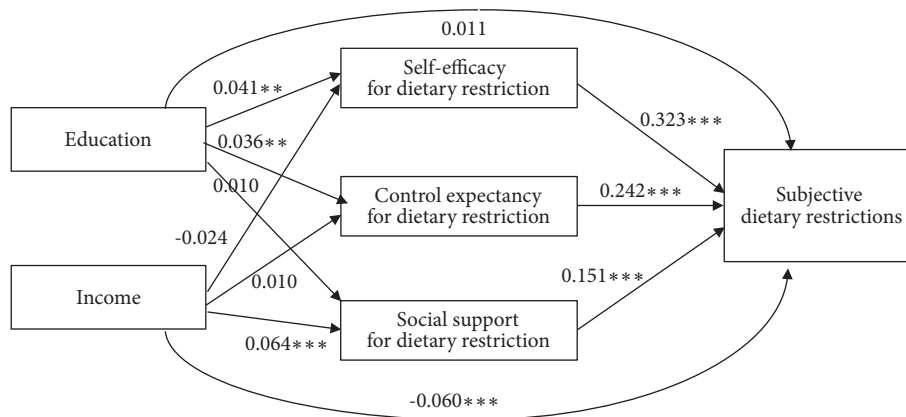 0.011
Self-efficacy
for dietary restriction
0.041∗∗
Education
0.036∗∗
0.323∗∗∗
0.010
Control expectancy
for dietary restriction
0.242∗∗∗
Subjective
dietary restrictions
-0.024
Income
0.010
0.151∗∗∗
Social support
for dietary restriction
0.064∗∗∗
-0.060∗∗∗